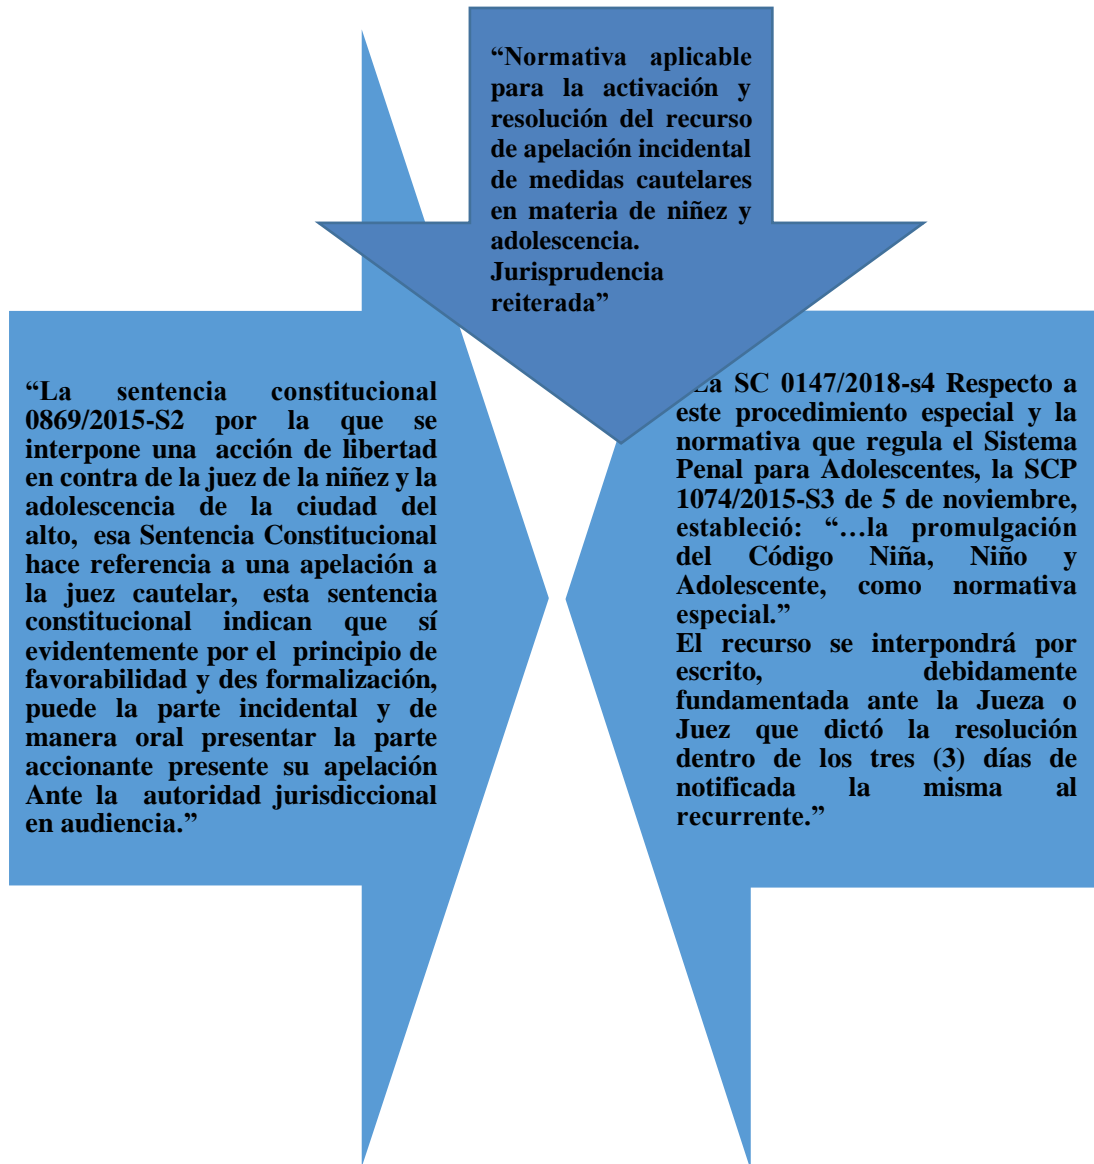 “Normativa aplicable
para la activación y
resolución del recurso
de apelación incidental
de medidas cautelares
en materia de niñez y
adolescencia.
Jurisprudencia
reiterada”
“La sentencia constitucional
0869/2015-S2 por la que se
interpone una acción de libertad
en contra de la juez de la niñez y la
adolescencia de la ciudad del
alto, esa Sentencia Constitucional
hace referencia a una apelación a
la juez cautelar, esta sentencia
constitucional indican que sí
evidentemente por el principio de
favorabilidad y des formalización,
puede la parte incidental y de
manera oral presentar la parte
accionante presente su apelación
Ante la autoridad jurisdiccional
en audiencia.”
La SC 0147/2018-s4 Respecto a
este procedimiento especial y la
normativa que regula el Sistema
Penal para Adolescentes, la SCP
1074/2015-S3 de 5 de noviembre,
estableció: “…la promulgación
del Código Niña, Niño y
Adolescente, como normativa
especial.”
El recurso se interpondrá por
escrito, debidamente
fundamentada ante la Jueza o
Juez que dictó la resolución
dentro de los tres (3) días de
notificada la misma al
recurrente.”